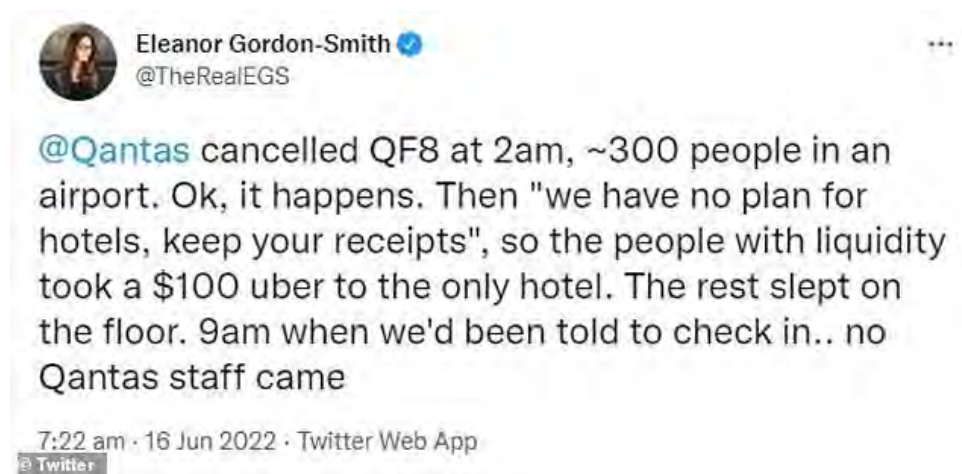 Eleanor Gordon-Smith
@TheRealEGS
@Qantas cancelled QF8 at 2am, ~300 people in an
airport. Ok, it happens. Then "we have no plan for
hotels, keep your receipts", so the people with liquidity
took a $100 uber to the only hotel. The rest slept on
the floor. 9am when we'd been told to check in.. no
Qantas staff came
7:22 am · 16 Jun 2022 · Twitter Web App
© Twitter